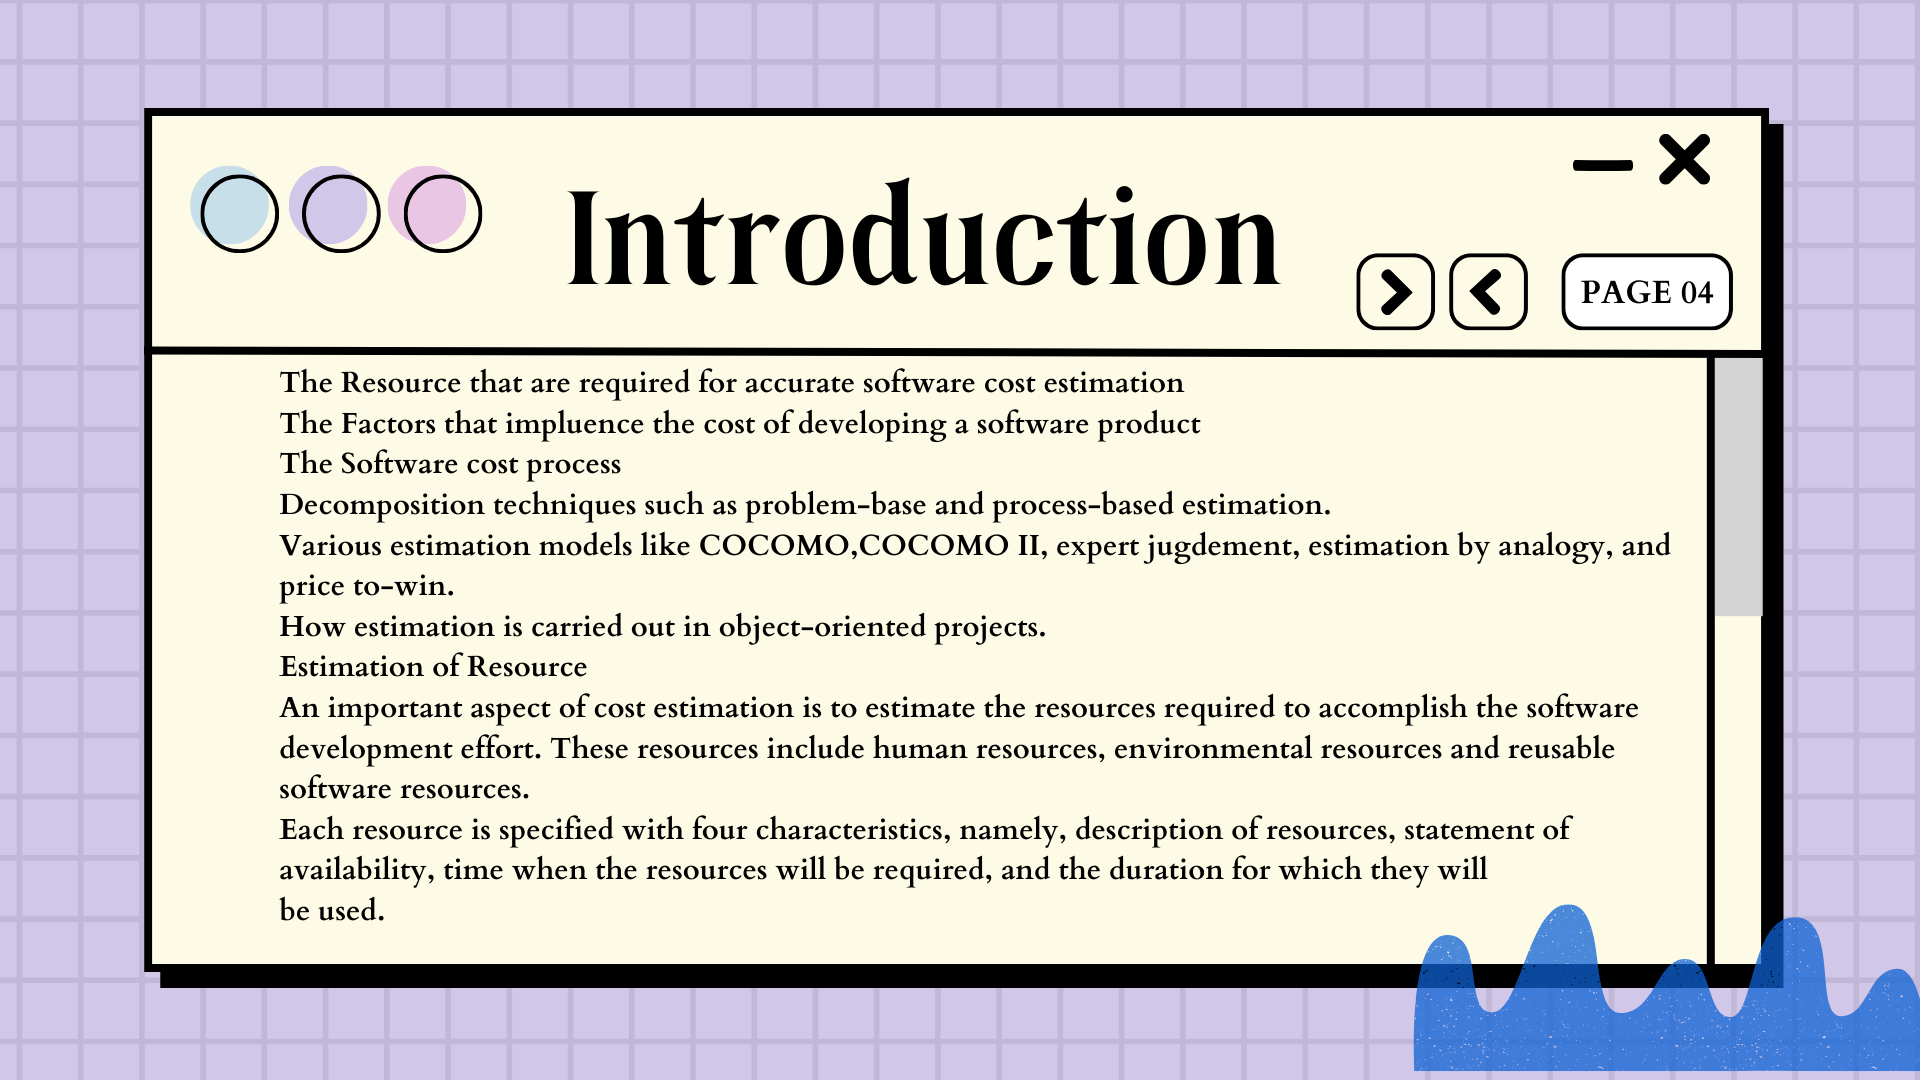 Introduction
PAGE 04
The Resource that are required for accurate software cost estimation
The Factors that impluence the cost of developing a software product
The Software cost process
Decomposition techniques such as problem-base and process-based estimation.
Various estimation models like COCOMO,COCOMO II, expert jugdement, estimation by analogy, and
price to-win.
How estimation is carried out in object-oriented projects.
Estimation of Resource
An important aspect of cost estimation is to estimate the resources required to accomplish the software
development effort. These resources include human resources, environmental resources and reusable
software resources.
Each resource is specified with four characteristics, namely, description of resources, statement of
availability, time when the resources will be required, and the duration for which they will
be used.